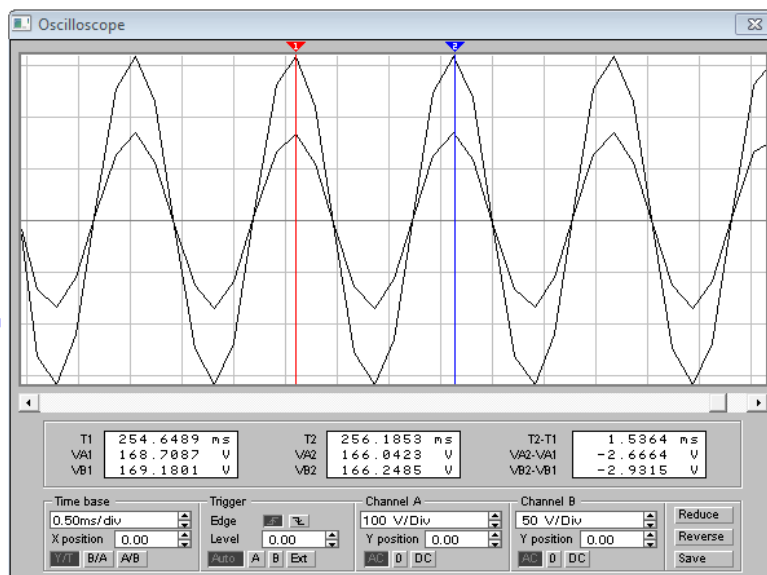 Oscilloscope
1 2
T1 254.6489 ms T2 256.1853 ms T2-T1 1.5364 ms
VA1 168.7087 V VA2 166.0423 V VA2-VA1 -2.6664 V
VB1 169.1801 V VB2 166.2485 V VB2-VB1 -2.9315 V
Time base Trigger Channel A Channel B Reduce
0.50ms/div Edge 100 V/Div 50 V/Div
X position 0.00 Level 0.00 Y position 0.00 Y position 0.00 Reverse
Y/T B/A A/B Auto A B Ext AC 0 DC AC 0 DC Save